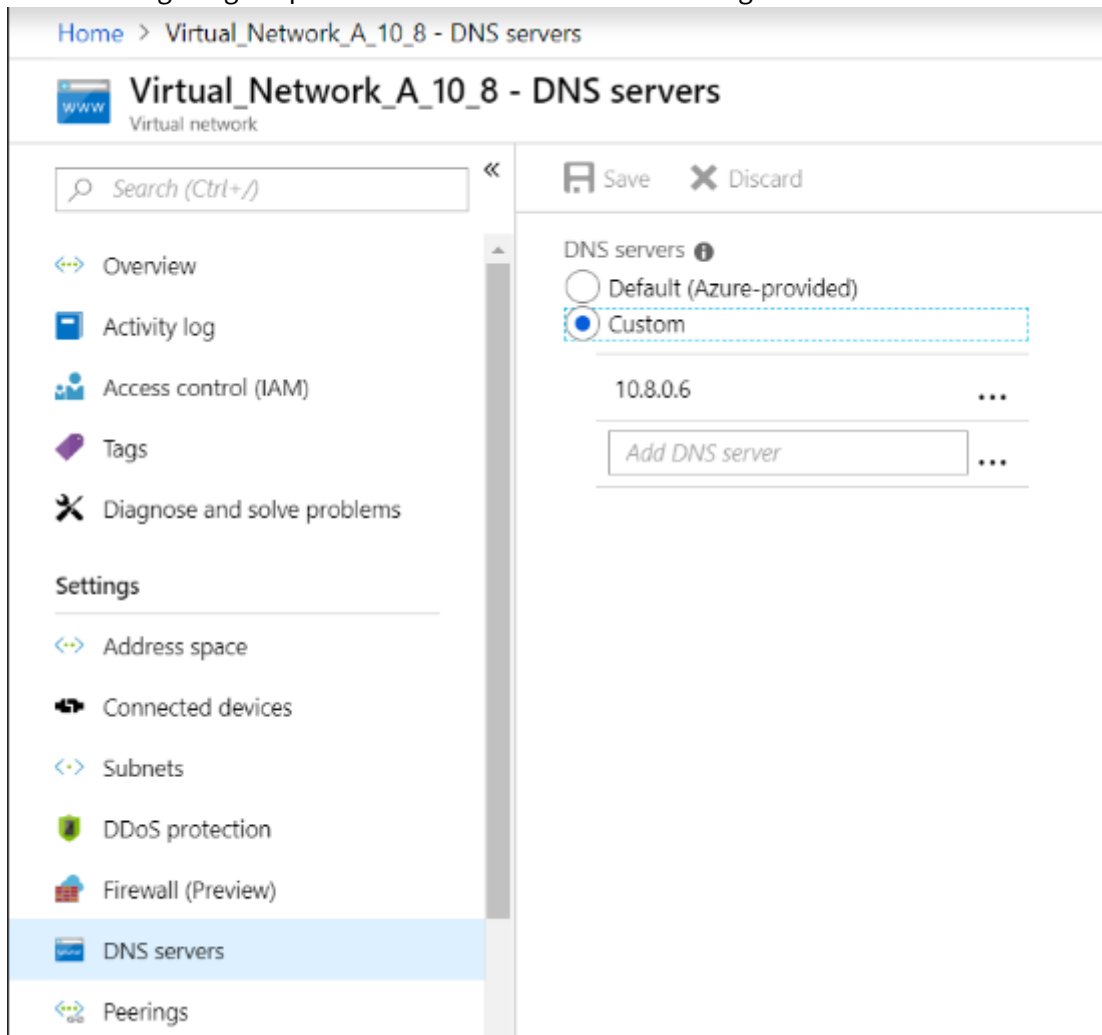 Home > Virtual_Network_A_10_8 - DNS servers
www
Virtual_Network_A_10_8 - DNS servers
Virtual network
Search (Ctrl+/)
«
Save
Discard
Overview
Activity log
Access control (IAM)
Tags
Diagnose and solve problems
Settings
Address space
Connected devices
Subnets
DDoS protection
Firewall (Preview)
DNS servers
Peerings
DNS servers
Default (Azure-provided)
Custom
10.8.0.6
...
Add DNS server
...